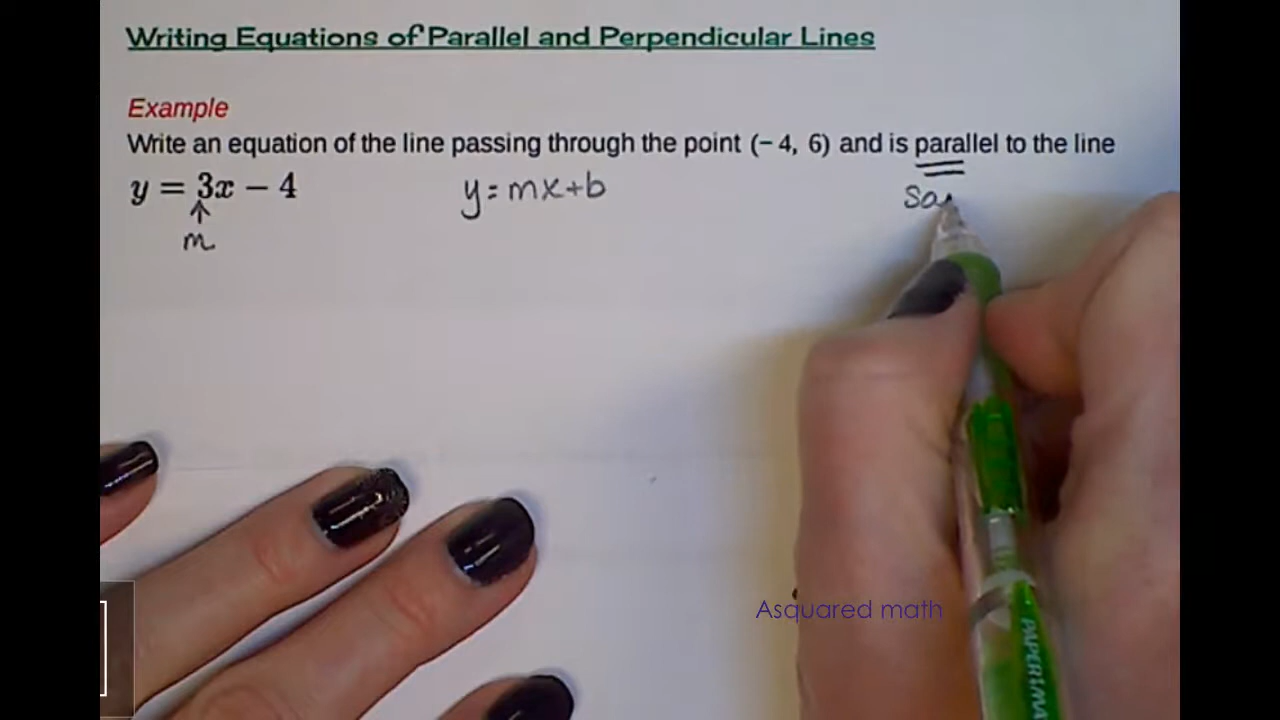 Writing Equations of Parallel and Perpendicular Lines
Example
Write an equation of the line passing through the point (− 4, 6) and is parallel to the line
y = 3x − 4 y = mx + b
m
Asquared math